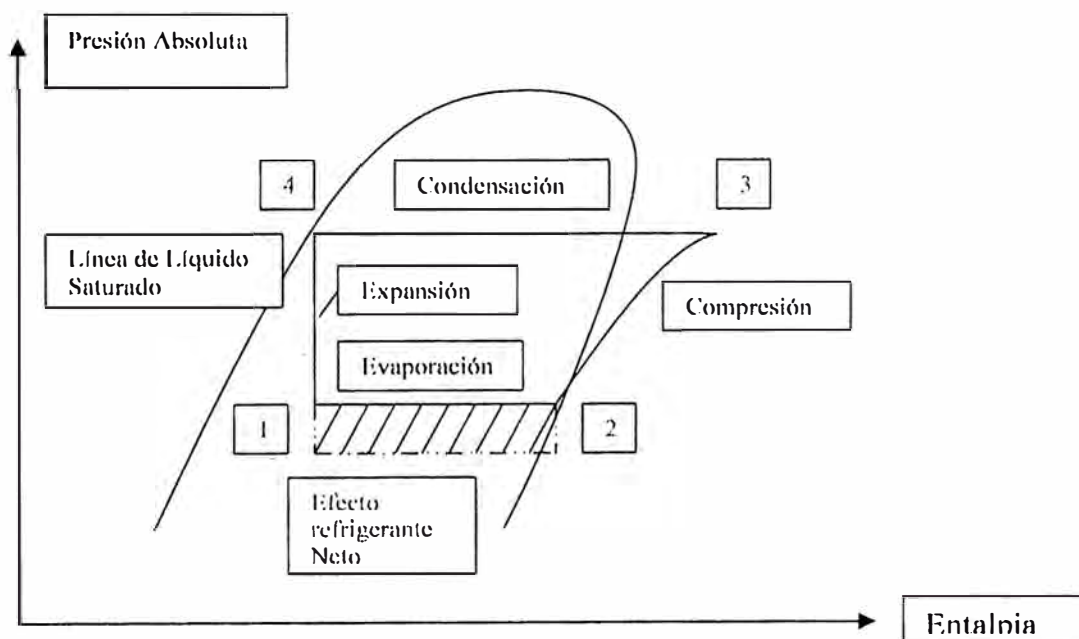 Presión Absoluta
4
Condensación
3
Línea de Líquido
Saturado
Expansión
Compresión
Evaporación
1
2
Efecto
refrigerante
Neto
Entalpia